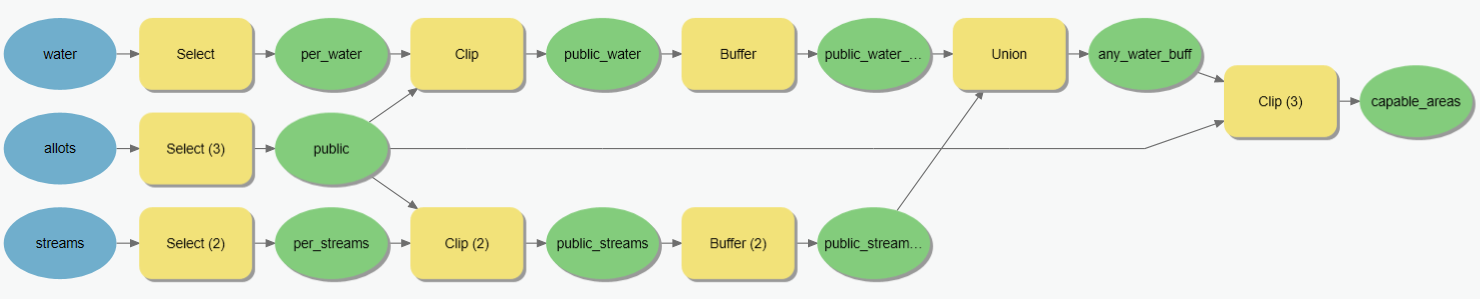 water
Select
per_water
Clip
public_water
Buffer
public_water_...
Union
any_water_buff
Clip (3)
capable_areas
allots
Select (3)
public
streams
Select (2)
per_streams
Clip (2)
public_streams
Buffer (2)
public_stream...